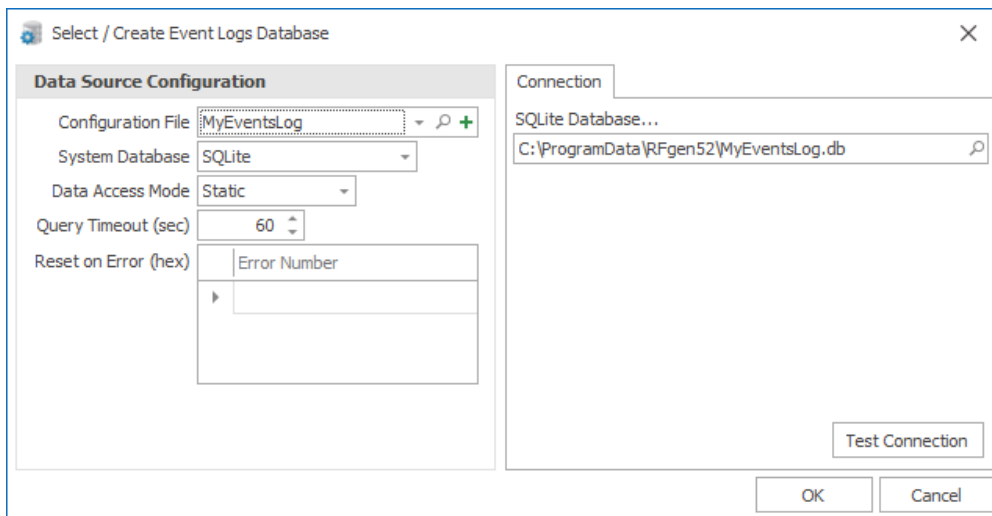 Select / Create Event Logs Database
Data Source Configuration
Configuration File MyEventsLog
System Database SQLite
Data Access Mode Static
Query Timeout (sec) 60
Reset on Error (hex) Error Number
Connection
SQLite Database...
C:\ProgramData\RFgen52\MyEventsLog.db
Test Connection
OK Cancel